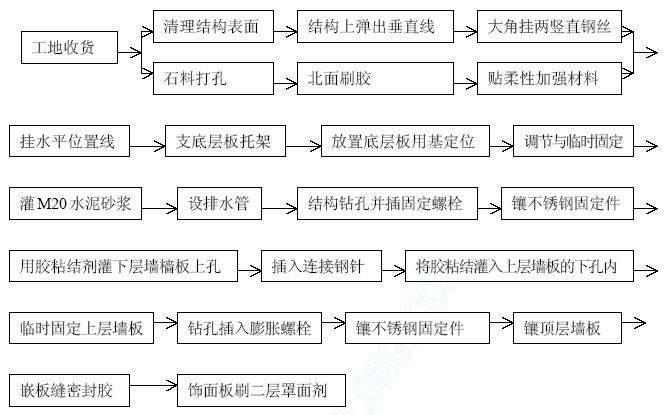 清理结构表面 结构上弹出垂直线 大角挂两竖直钢丝
工地收货
石料打孔 北面刷胶 贴柔性加强材料
挂水平位置线 支底层板托架 放置底层板用基定位 调节与临时固定
灌M20水泥砂浆 设排水管 结构钻孔并插固定螺栓 镶不锈钢固定件
用胶粘结剂灌下层墙樯板上孔 插入连接钢针 将胶粘结灌入上层墙板的下孔内
临时固定上层墙板 钻孔插入膨胀螺栓 镶不锈钢固定件 镶顶层墙板
嵌板缝密封胶 饰面板刷二层罩面剂